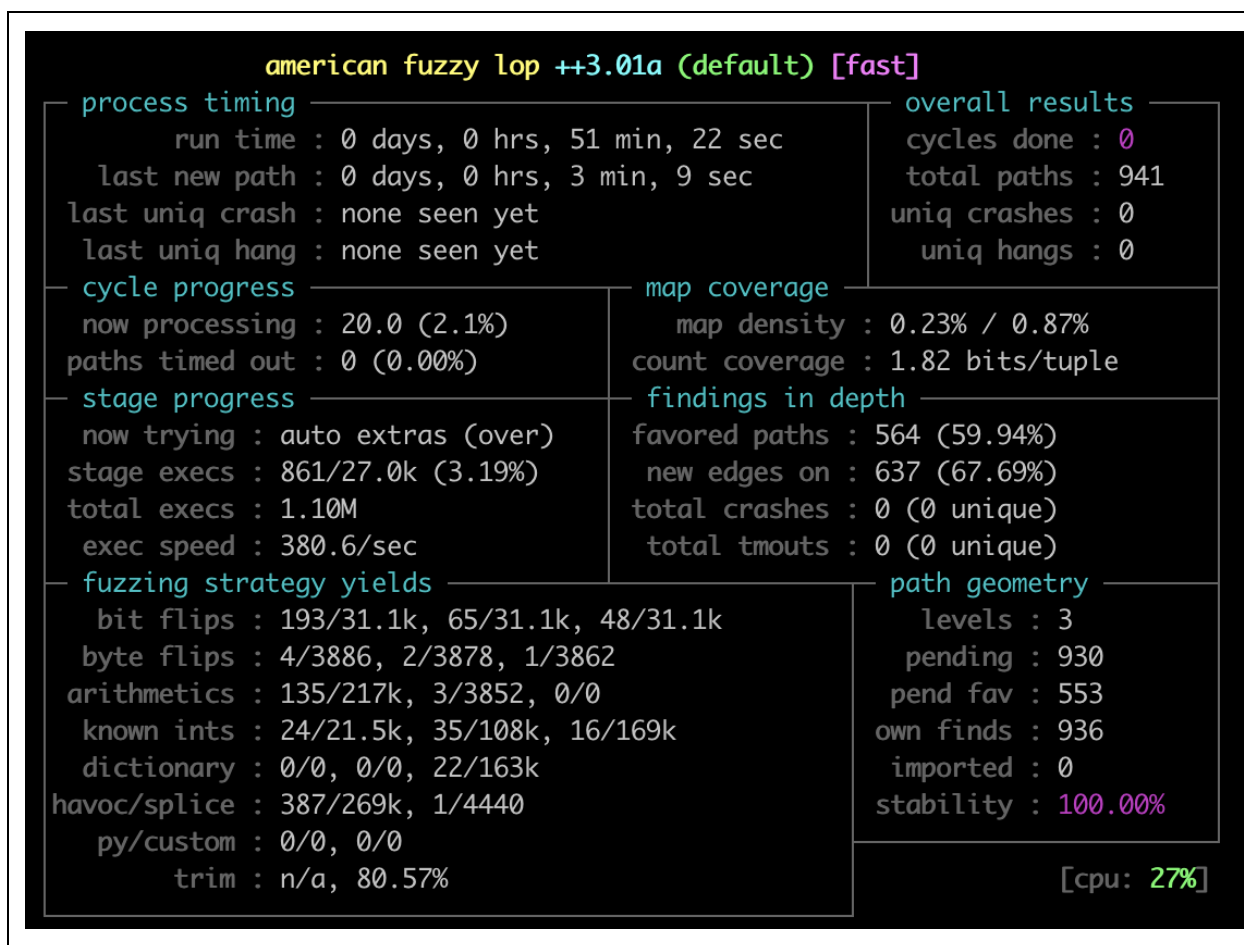 american fuzzy lop ++3.01a (default) [fast]
process timing
run time : 0 days, 0 hrs, 51 min, 22 sec
last new path : 0 days, 0 hrs, 3 min, 9 sec
last uniq crash : none seen yet
last uniq hang : none seen yet
overall results
cycles done : 0
total paths : 941
uniq crashes : 0
uniq hangs : 0
cycle progress
now processing : 20.0 (2.1%)
paths timed out : 0 (0.00%)
map coverage
map density : 0.23% / 0.87%
count coverage : 1.82 bits/tuple
stage progress
now trying : auto extras (over)
stage execs : 861/27.0k (3.19%)
total execs : 1.10M
exec speed : 380.6/sec
findings in depth
favored paths : 564 (59.94%)
new edges on : 637 (67.69%)
total crashes : 0 (0 unique)
total tmouts : 0 (0 unique)
fuzzing strategy yields
bit flips : 193/31.1k, 65/31.1k, 48/31.1k
byte flips : 4/3886, 2/3878, 1/3862
arithmetics : 135/217k, 3/3852, 0/0
known ints : 24/21.5k, 35/108k, 16/169k
dictionary : 0/0, 0/0, 22/163k
havoc/splice : 387/269k, 1/4440
py/custom : 0/0, 0/0
trim : n/a, 80.57%
path geometry
levels : 3
pending : 930
pend fav : 553
own finds : 936
imported : 0
stability : 100.00%
[cpu: 27%]